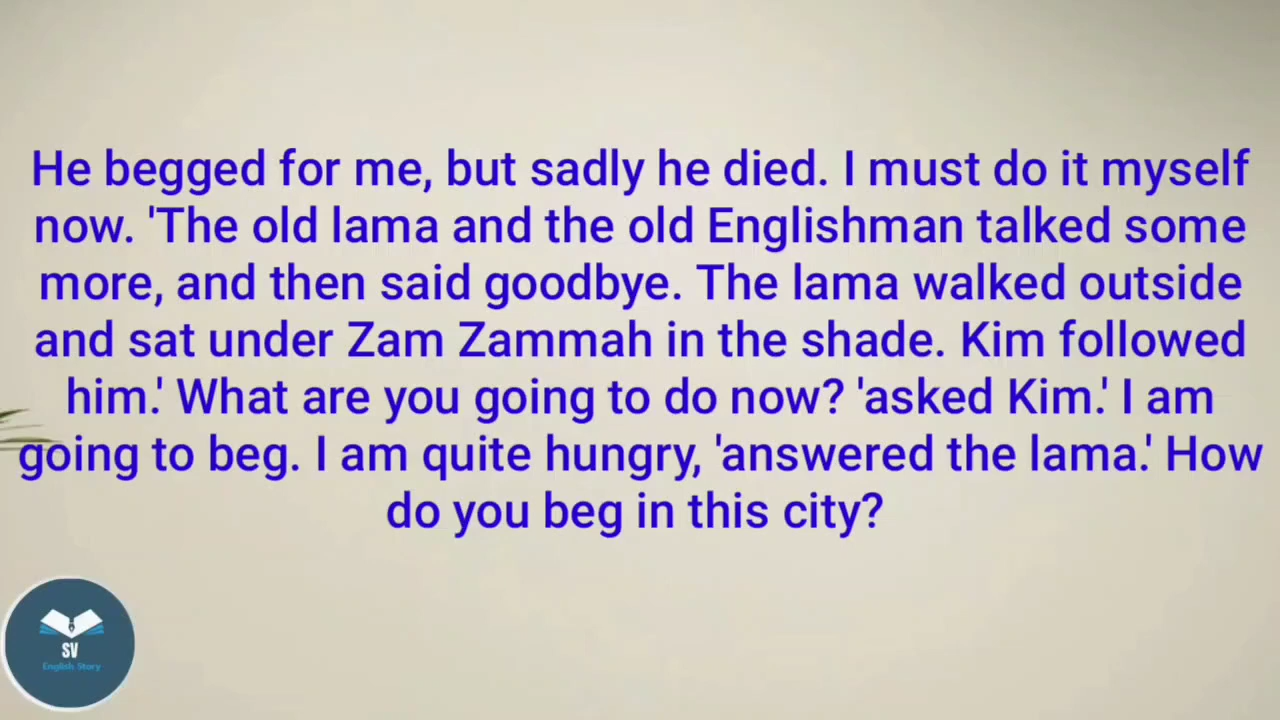 He begged for me, but sadly he died. I must do it myself
now. 'The old lama and the old Englishman talked some
more, and then said goodbye. The lama walked outside
and sat under Zam Zammah in the shade. Kim followed
him.' What are you going to do now? 'asked Kim.' I am
going to beg. I am quite hungry, 'answered the lama.' How
do you beg in this city?
SV
English Story